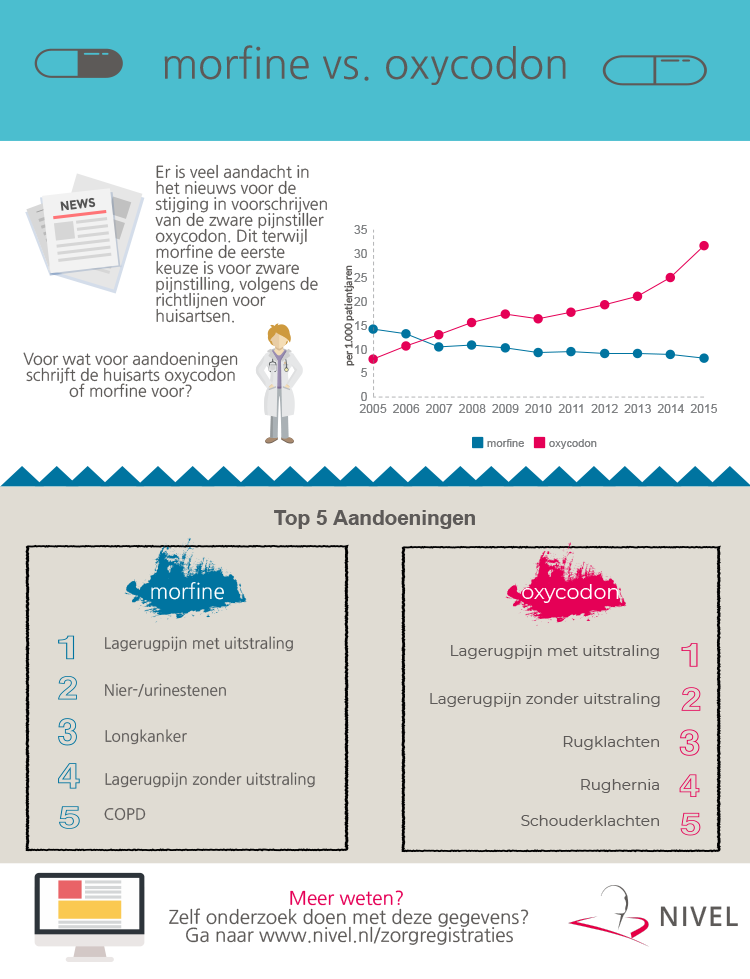 morfine vs. oxycodon
NEWS
Er is veel aandacht in
het nieuws voor de
stijging in voorschrijven
van de zware pijnstiller
oxycodon. Dit terwijl
morfine de eerste
keuze is voor zware
pijnstilling, volgens de
richtlijnen voor
huisartsen.
Voor wat voor aandoeningen
schrijft de huisarts oxycodon
of morfine voor?
per 1.000 patientjaren
35
30
25
20
15
10
5
0
2005 2006 2007 2008 2009 2010 2011 2012 2013 2014 2015
morfine oxycodon
Top 5 Aandoeningen
morfine
1 Lagerugpijn met uitstraling
2 Nier-/urinestenen
3 Longkanker
4 Lagerugpijn zonder uitstraling
5 COPD
oxycodon
Lagerugpijn met uitstraling 1
Lagerugpijn zonder uitstraling 2
Rugklachten 3
Rughernia 4
Schouderklachten 5
Meer weten?
Zelf onderzoek doen met deze gegevens?
Ga naar www.nivel.nl/zorgregistraties
NIVEL